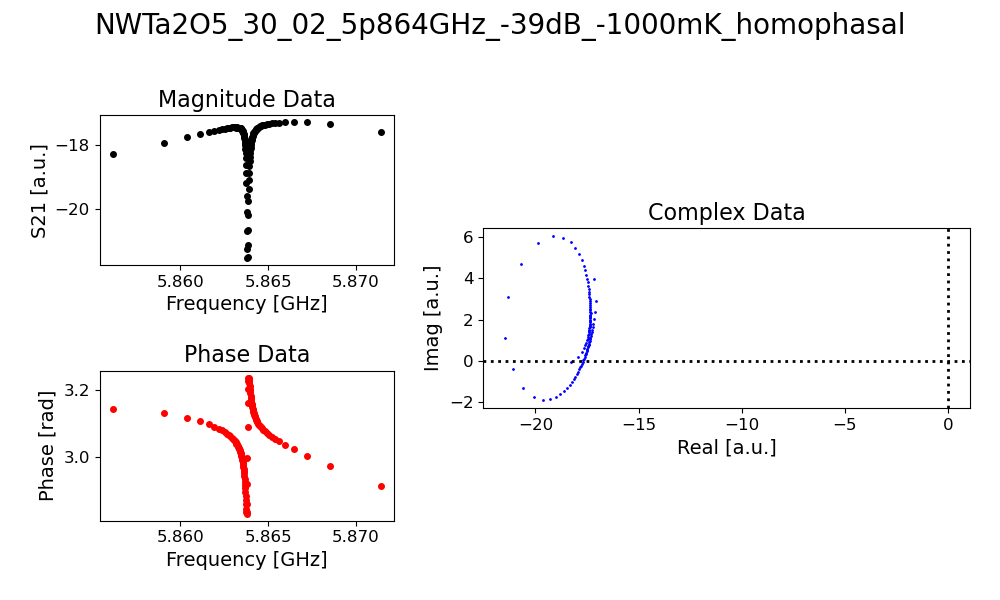 NWTa2O5_30_02_5p864GHz_-39dB_-1000mK_homophasal
Magnitude Data
S21 [a.u.]
−18
−20
5.860 5.865 5.870
Frequency [GHz]
Phase Data
Phase [rad]
3.2
3.0
5.860 5.865 5.870
Frequency [GHz]
Complex Data
Imag [a.u.]
6
4
2
0
−2
−20 −15 −10 −5 0
Real [a.u.]